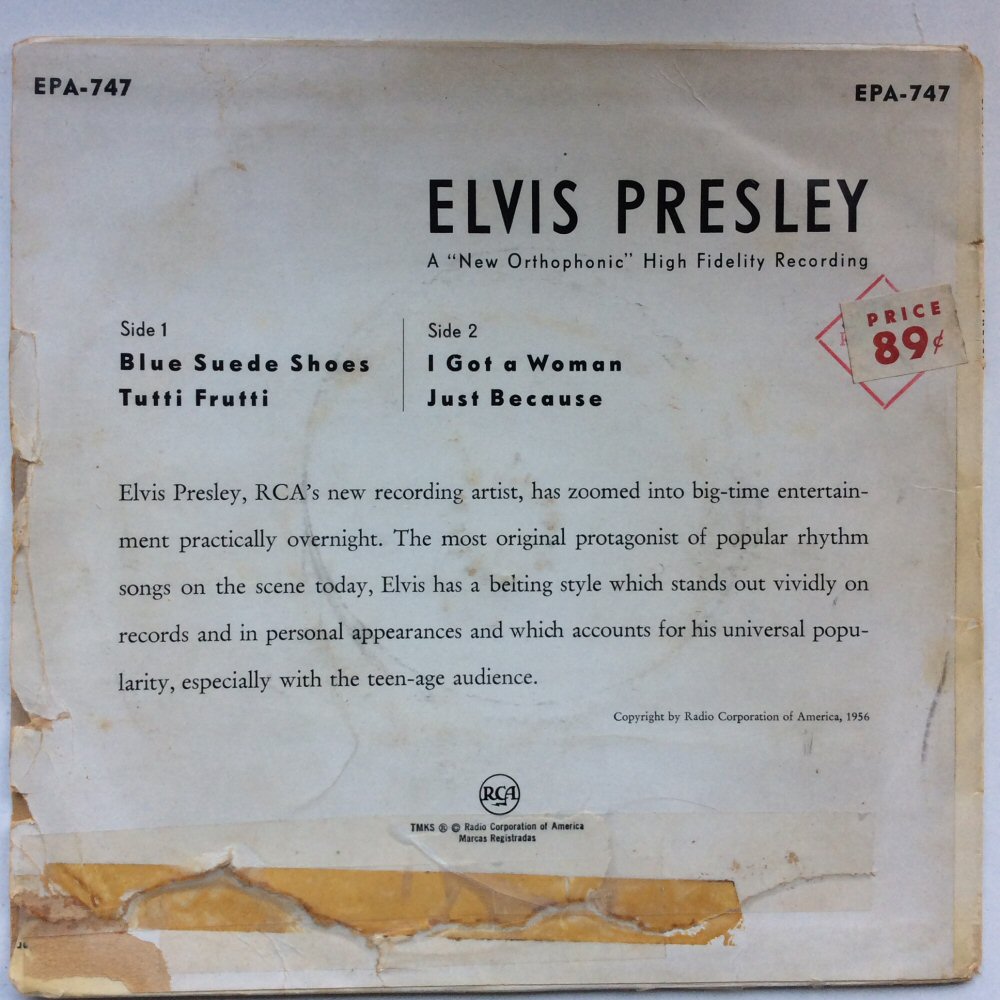 EPA-747
EPA-747
ELVIS PRESLEY
A “New Orthophonic” High Fidelity Recording
PRICE
89¢
Side 1
Blue Suede Shoes
Tutti Frutti
Side 2
I Got a Woman
Just Because
Elvis Presley, RCA’s new recording artist, has zoomed into big-time entertain-
ment practically overnight. The most original protagonist of popular rhythm
songs on the scene today, Elvis has a belting style which stands out vividly on
records and in personal appearances and which accounts for his universal popu-
larity, especially with the teen-age audience.
Copyright by Radio Corporation of America, 1956
RCA
TMKS ® © Radio Corporation of America
Marcas Registradas